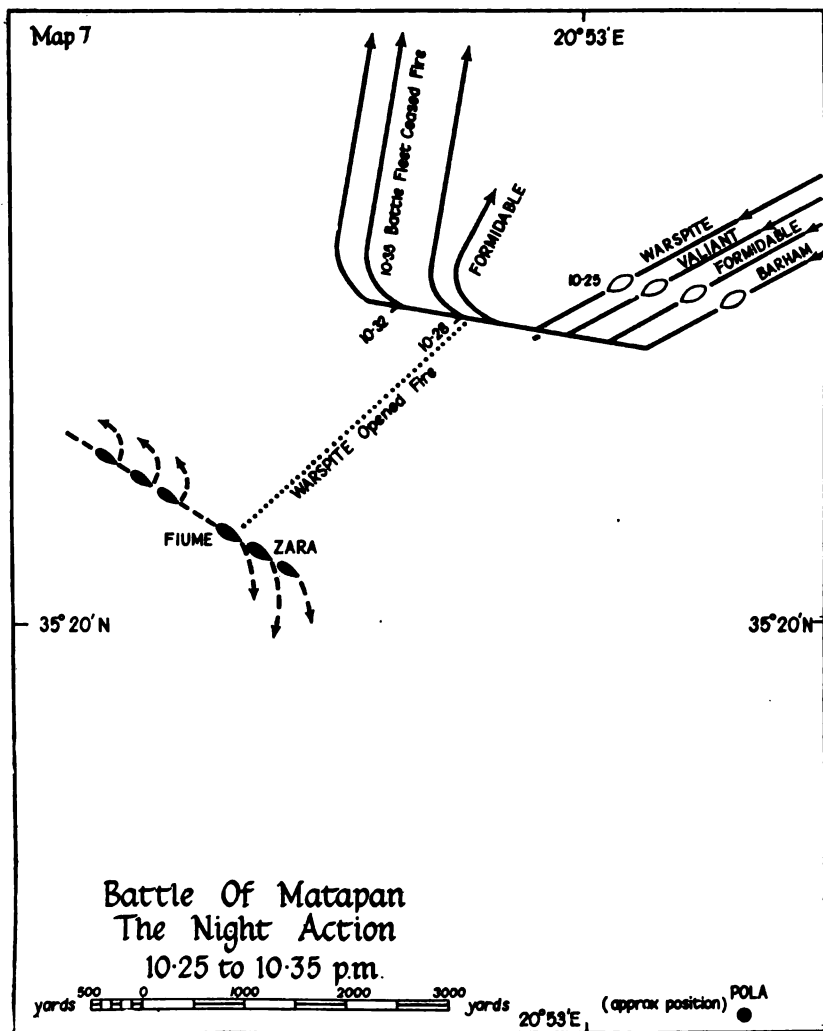 Map 7
20°53'E
10·35 Battle Fleet Ceased Fire
FORMIDABLE
WARSPITE
VALIANT
FORMIDABLE
BARHAM
10·25
10·32
10·28
WARSPITE Opened Fire
FIUME
ZARA
35°20'N
35°20'N
Battle Of Matapan
The Night Action
10·25 to 10·35 p.m.
yards 500 0 1000 2000 3000 yards
20°53'E
(approx position)
POLA